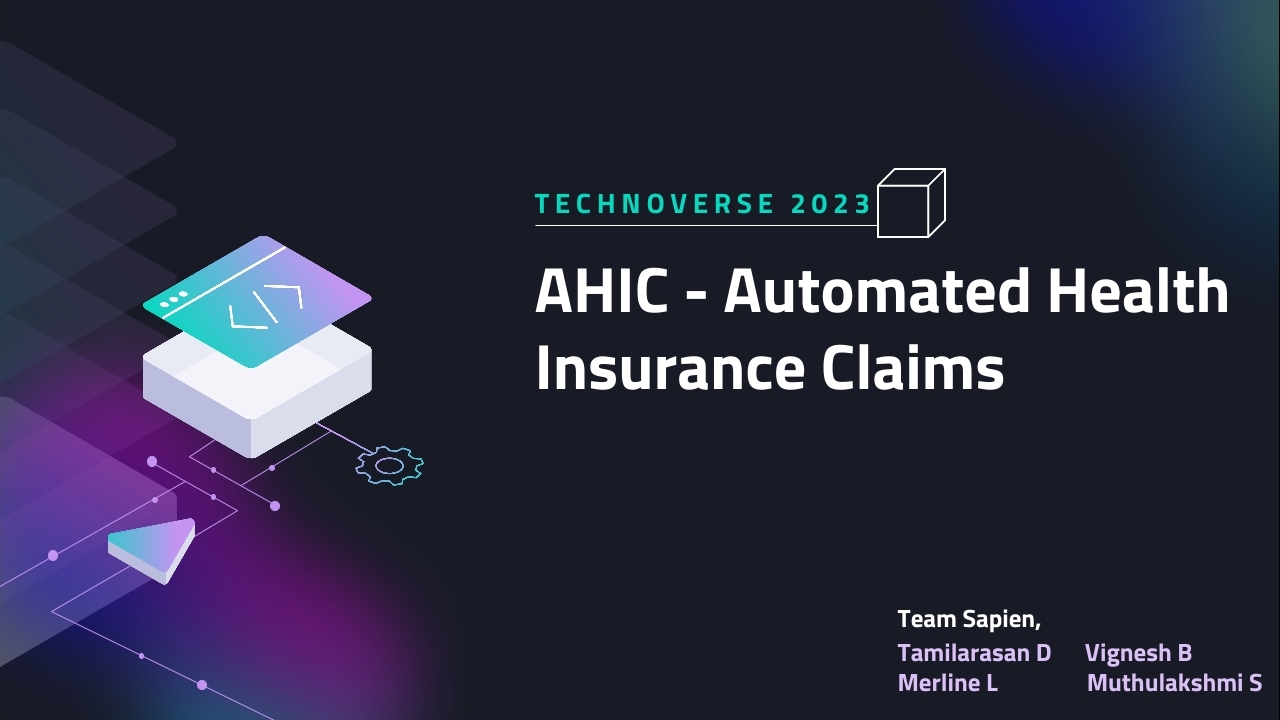 TECHNOVERSE 2023
AHIC - Automated Health
Insurance Claims
Team Sapien,
Tamilarasan D Vignesh B
Merline L Muthulakshmi S